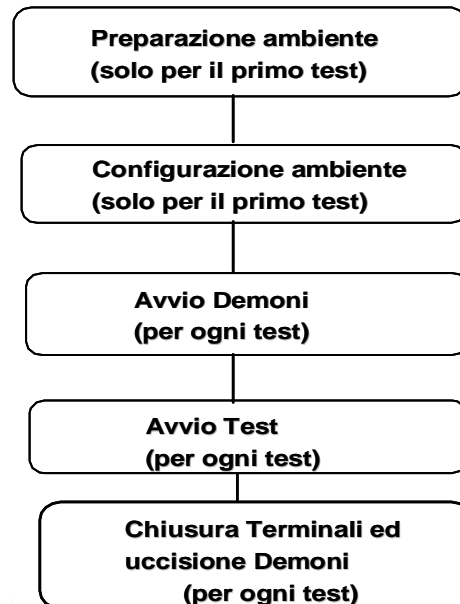 Preparazione ambiente
(solo per il primo test)
Configurazione ambiente
(solo per il primo test)
Avvio Demoni
(per ogni test)
Avvio Test
(per ogni test)
Chiusura Terminali ed
uccisione Demoni
(per ogni test)